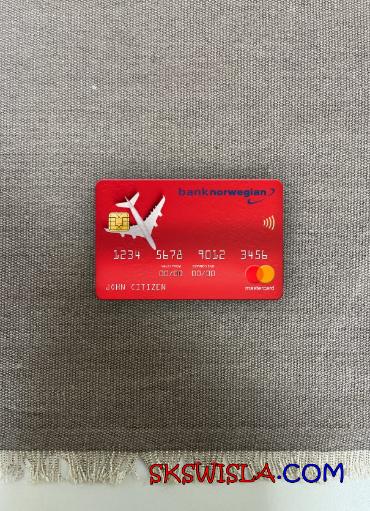 banknorwegian
1234 5678 9012 3456
00/00 00/00
JOHN CITIZEN
mastercard
SKSWISLA.COM